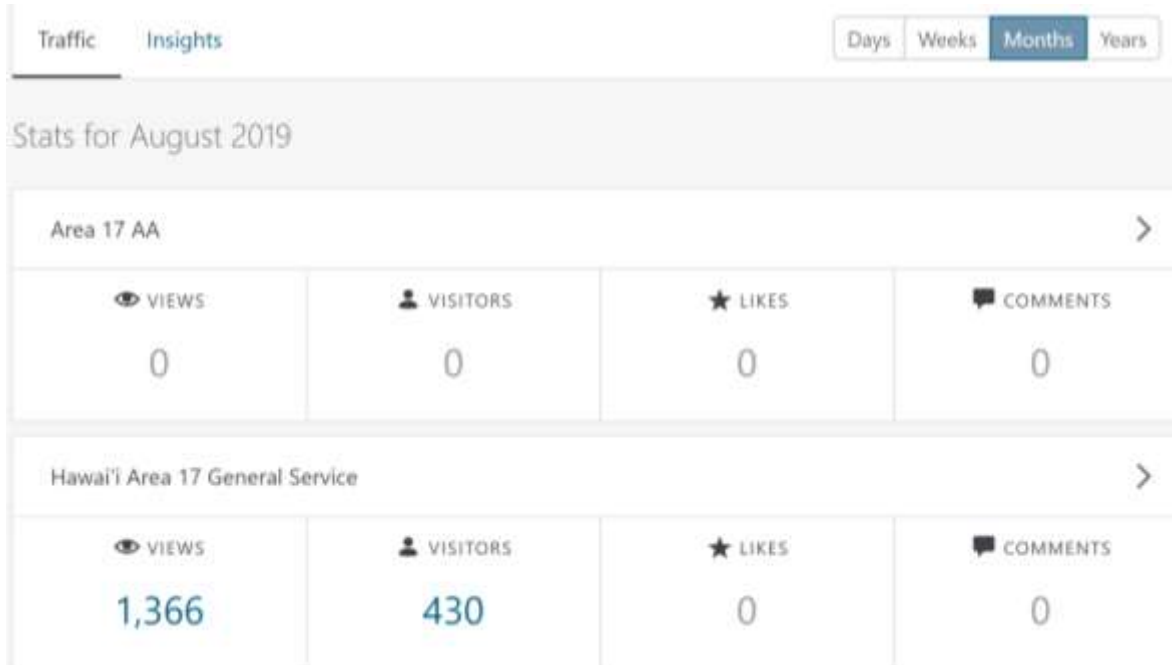 Traffic Insights Days Weeks Months Years
Stats for August 2019
Area 17 AA
VIEWS VISITORS LIKES COMMENTS
0 0 0 0
Hawai'i Area 17 General Service
VIEWS VISITORS LIKES COMMENTS
1,366 430 0 0